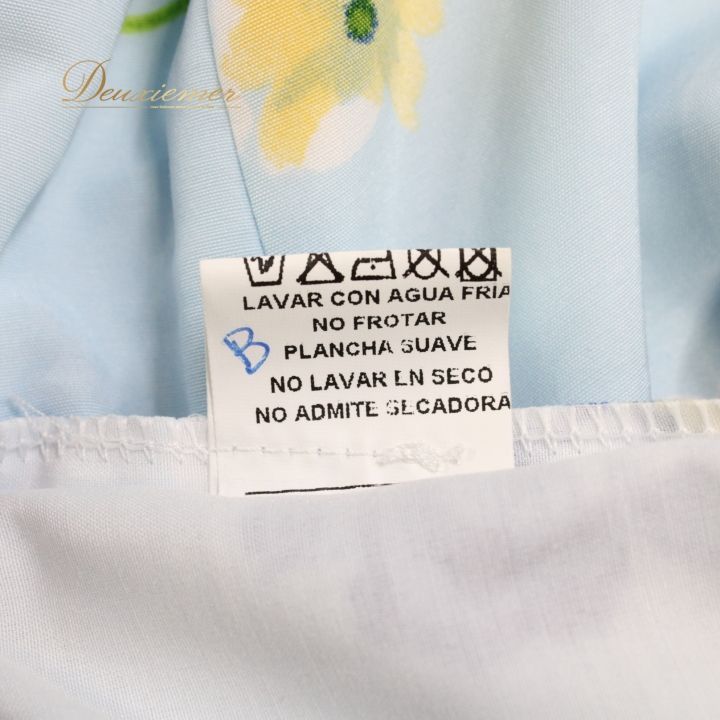 Deuxiemer
LAVAR CON AGUA FRIA
NO FROTAR
B
PLANCHA SUAVE
NO LAVAR EN SECO
NO ADMITE SECADORA